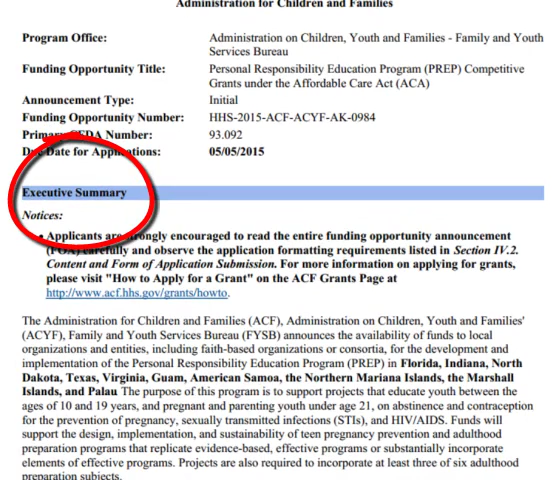 Administration for Children and Families
Program Office: Administration on Children, Youth and Families - Family and Youth
Services Bureau
Funding Opportunity Title: Personal Responsibility Education Program (PREP) Competitive
Grants under the Affordable Care Act (ACA)
Announcement Type: Initial
Funding Opportunity Number: HHS-2015-ACF-ACYF-AK-0984
Primary CFDA Number: 93.092
Due Date for Applications: 05/05/2015
Executive Summary
Notices:
• Applicants are strongly encouraged to read the entire funding opportunity announcement
(FOA) carefully and observe the application formatting requirements listed in Section IV.2.
Content and Form of Application Submission. For more information on applying for grants,
please visit "How to Apply for a Grant" on the ACF Grants Page at
http://www.acf.hhs.gov/grants/howto.
The Administration for Children and Families (ACF), Administration on Children, Youth and Families'
(ACYF), Family and Youth Services Bureau (FYSB) announces the availability of funds to local
organizations and entities, including faith-based organizations or consortia, for the development and
implementation of the Personal Responsibility Education Program (PREP) in Florida, Indiana, North
Dakota, Texas, Virginia, Guam, American Samoa, the Northern Mariana Islands, the Marshall
Islands, and Palau The purpose of this program is to support projects that educate youth between the
ages of 10 and 19 years, and pregnant and parenting youth under age 21, on abstinence and contraception
for the prevention of pregnancy, sexually transmitted infections (STIs), and HIV/AIDS. Funds will
support the design, implementation, and sustainability of teen pregnancy prevention and adulthood
preparation programs that replicate evidence-based, effective programs or substantially incorporate
elements of effective programs. Projects are also required to incorporate at least three of six adulthood
preparation subjects.